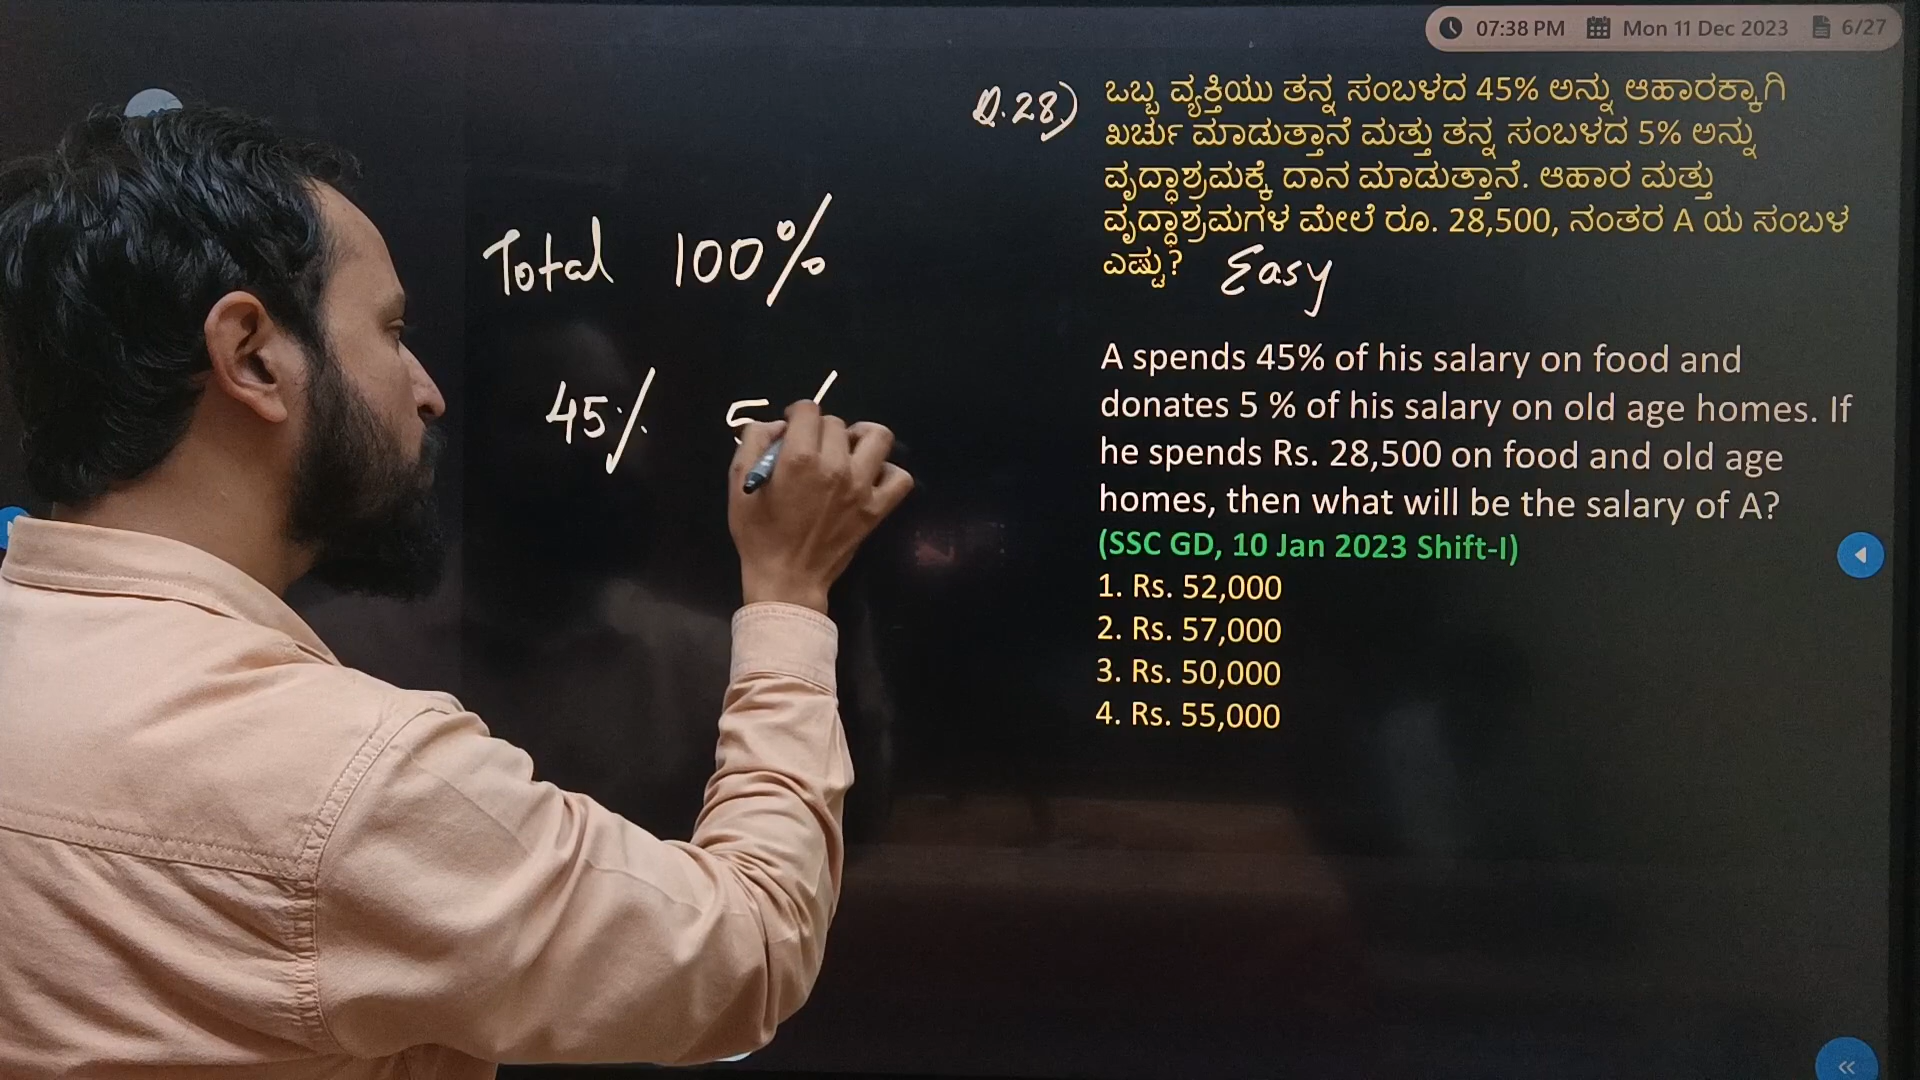 07:38 PM Mon 11 Dec 2023 6/27
Q.28)
ಒಬ್ಬ ವ್ಯಕ್ತಿಯು ತನ್ನ ಸಂಬಳದ 45% ಅನ್ನು ಆಹಾರಕ್ಕಾಗಿ
ಖರ್ಚು ಮಾಡುತ್ತಾನೆ ಮತ್ತು ತನ್ನ ಸಂಬಳದ 5% ಅನ್ನು
ವೃದ್ಧಾಶ್ರಮಕ್ಕೆ ದಾನ ಮಾಡುತ್ತಾನೆ. ಆಹಾರ ಮತ್ತು
ವೃದ್ಧಾಶ್ರಮಗಳ ಮೇಲೆ ರೂ. 28,500, ನಂತರ A ಯ ಸಂಬಳ
ಎಷ್ಟು?
Easy
Total 100%
45% 5
A spends 45% of his salary on food and
donates 5 % of his salary on old age homes. If
he spends Rs. 28,500 on food and old age
homes, then what will be the salary of A?
(SSC GD, 10 Jan 2023 Shift-I)
1. Rs. 52,000
2. Rs. 57,000
3. Rs. 50,000
4. Rs. 55,000